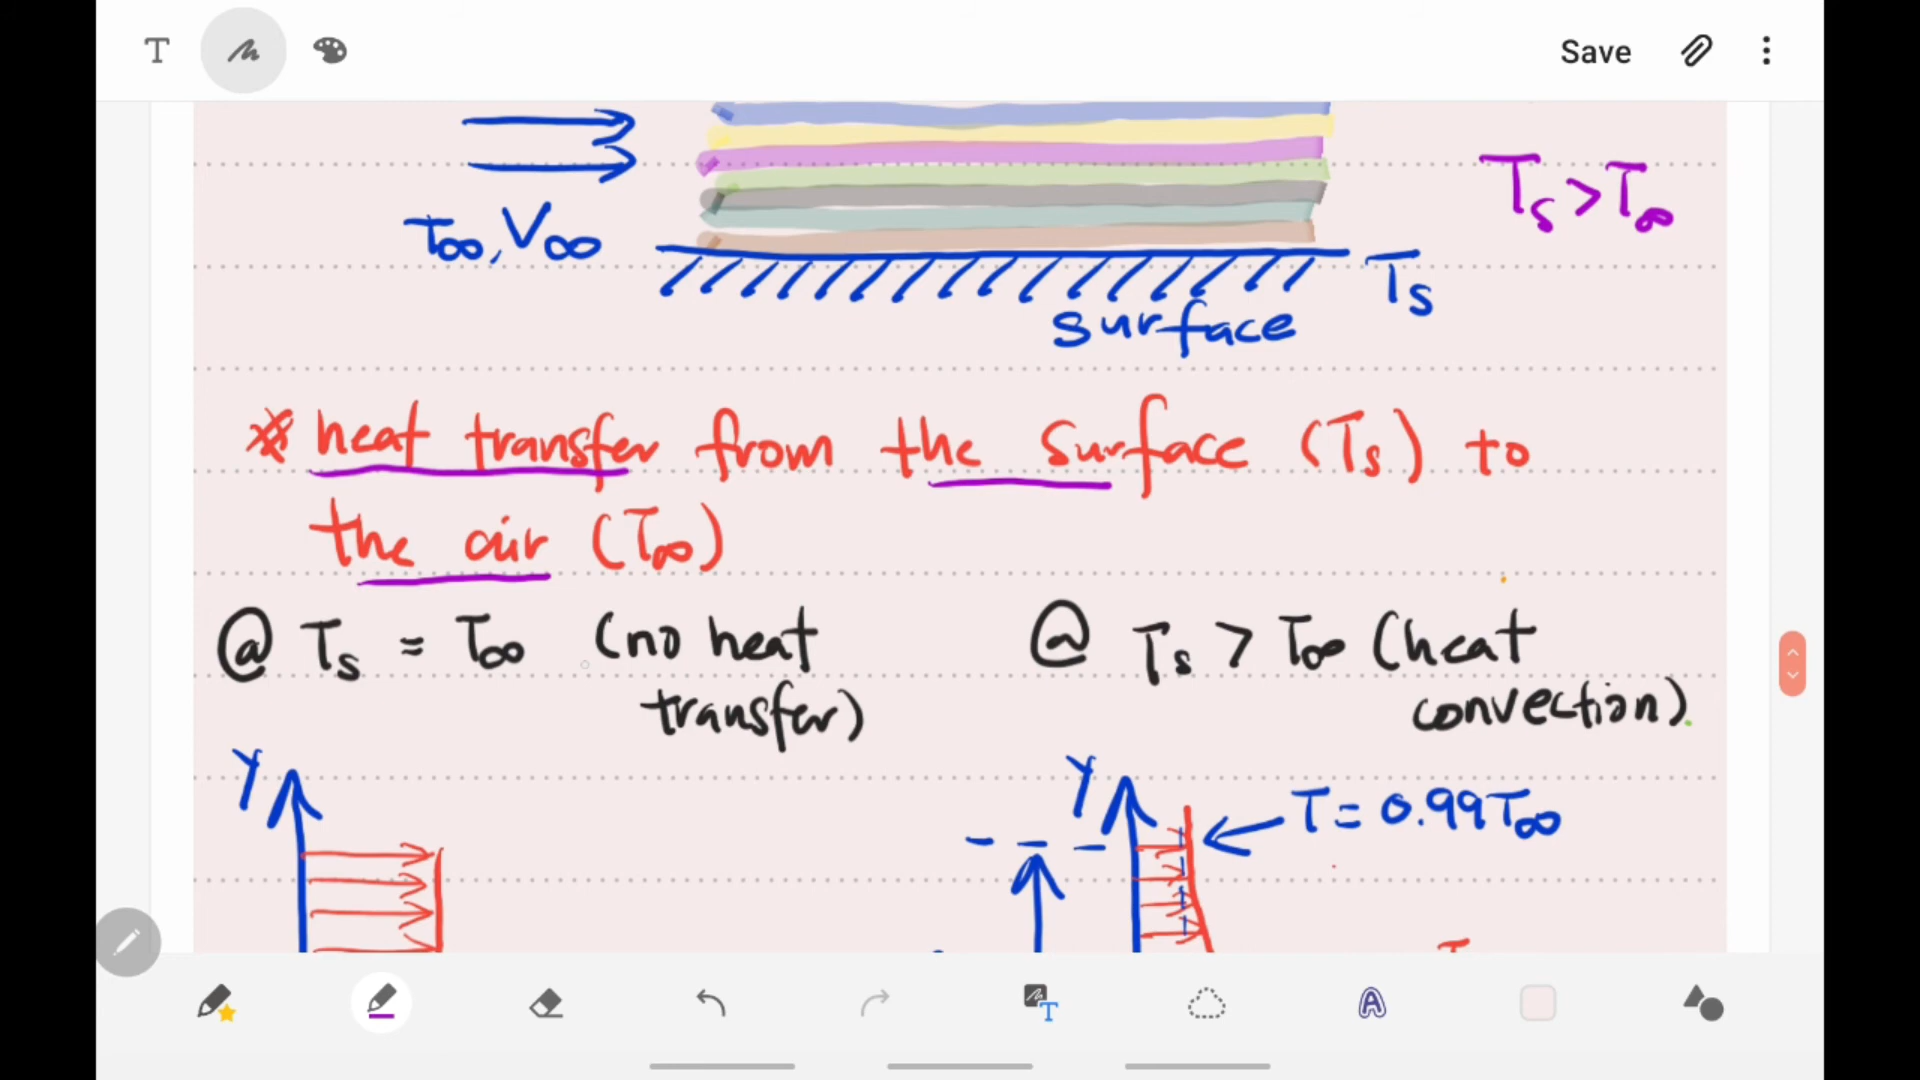 T
Save
T∞, V∞
Ts > T∞
Ts
surface
* heat transfer from the surface (Ts) to
the air (T∞)
@ Ts = T∞ (no heat
transfer)
@ Ts > T∞ (heat
convection).
Y
Y
T = 0.99T∞